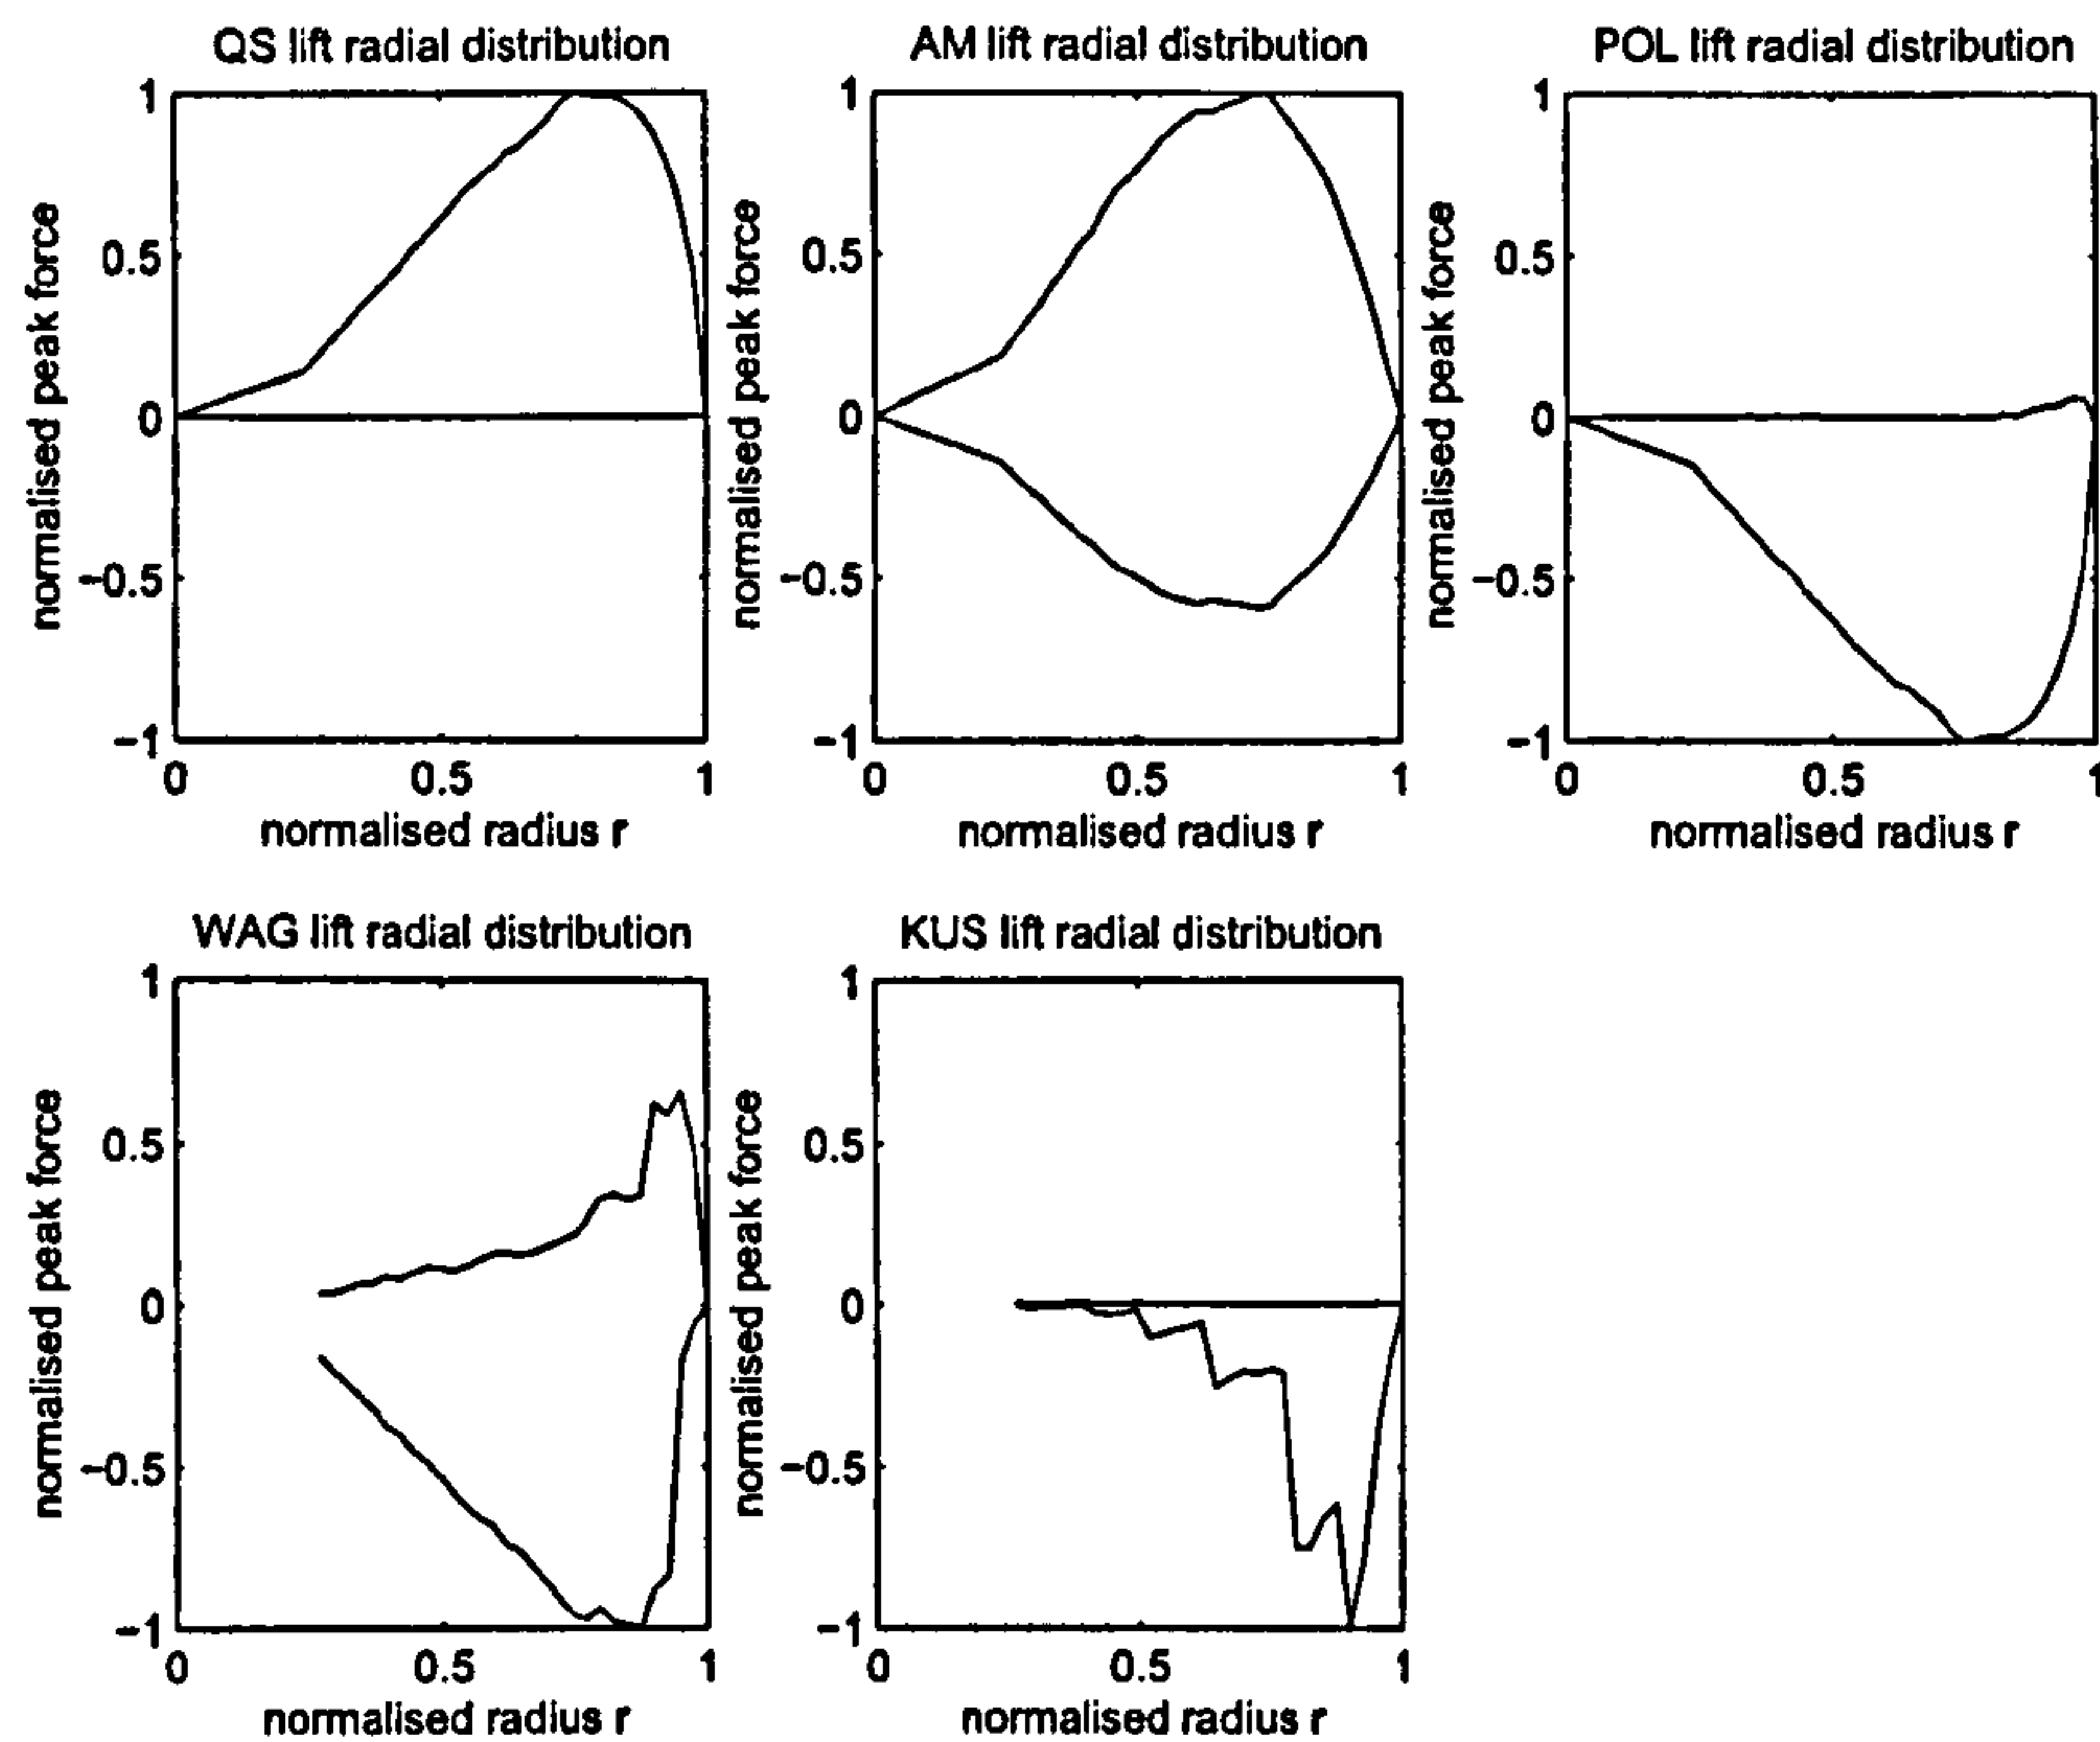 QS lift radial distribution
normalised peak force
1
0.5
0
−0.5
−1
0
0.5
1
normalised radius r
AM lift radial distribution
normalised peak force
1
0.5
0
−0.5
−1
0
0.5
1
normalised radius r
POL lift radial distribution
normalised peak force
1
0.5
0
−0.5
−1
0
0.5
1
normalised radius r
WAG lift radial distribution
normalised peak force
1
0.5
0
−0.5
−1
0
0.5
1
normalised radius r
KUS lift radial distribution
normalised peak force
1
0.5
0
−0.5
−1
0
0.5
1
normalised radius r